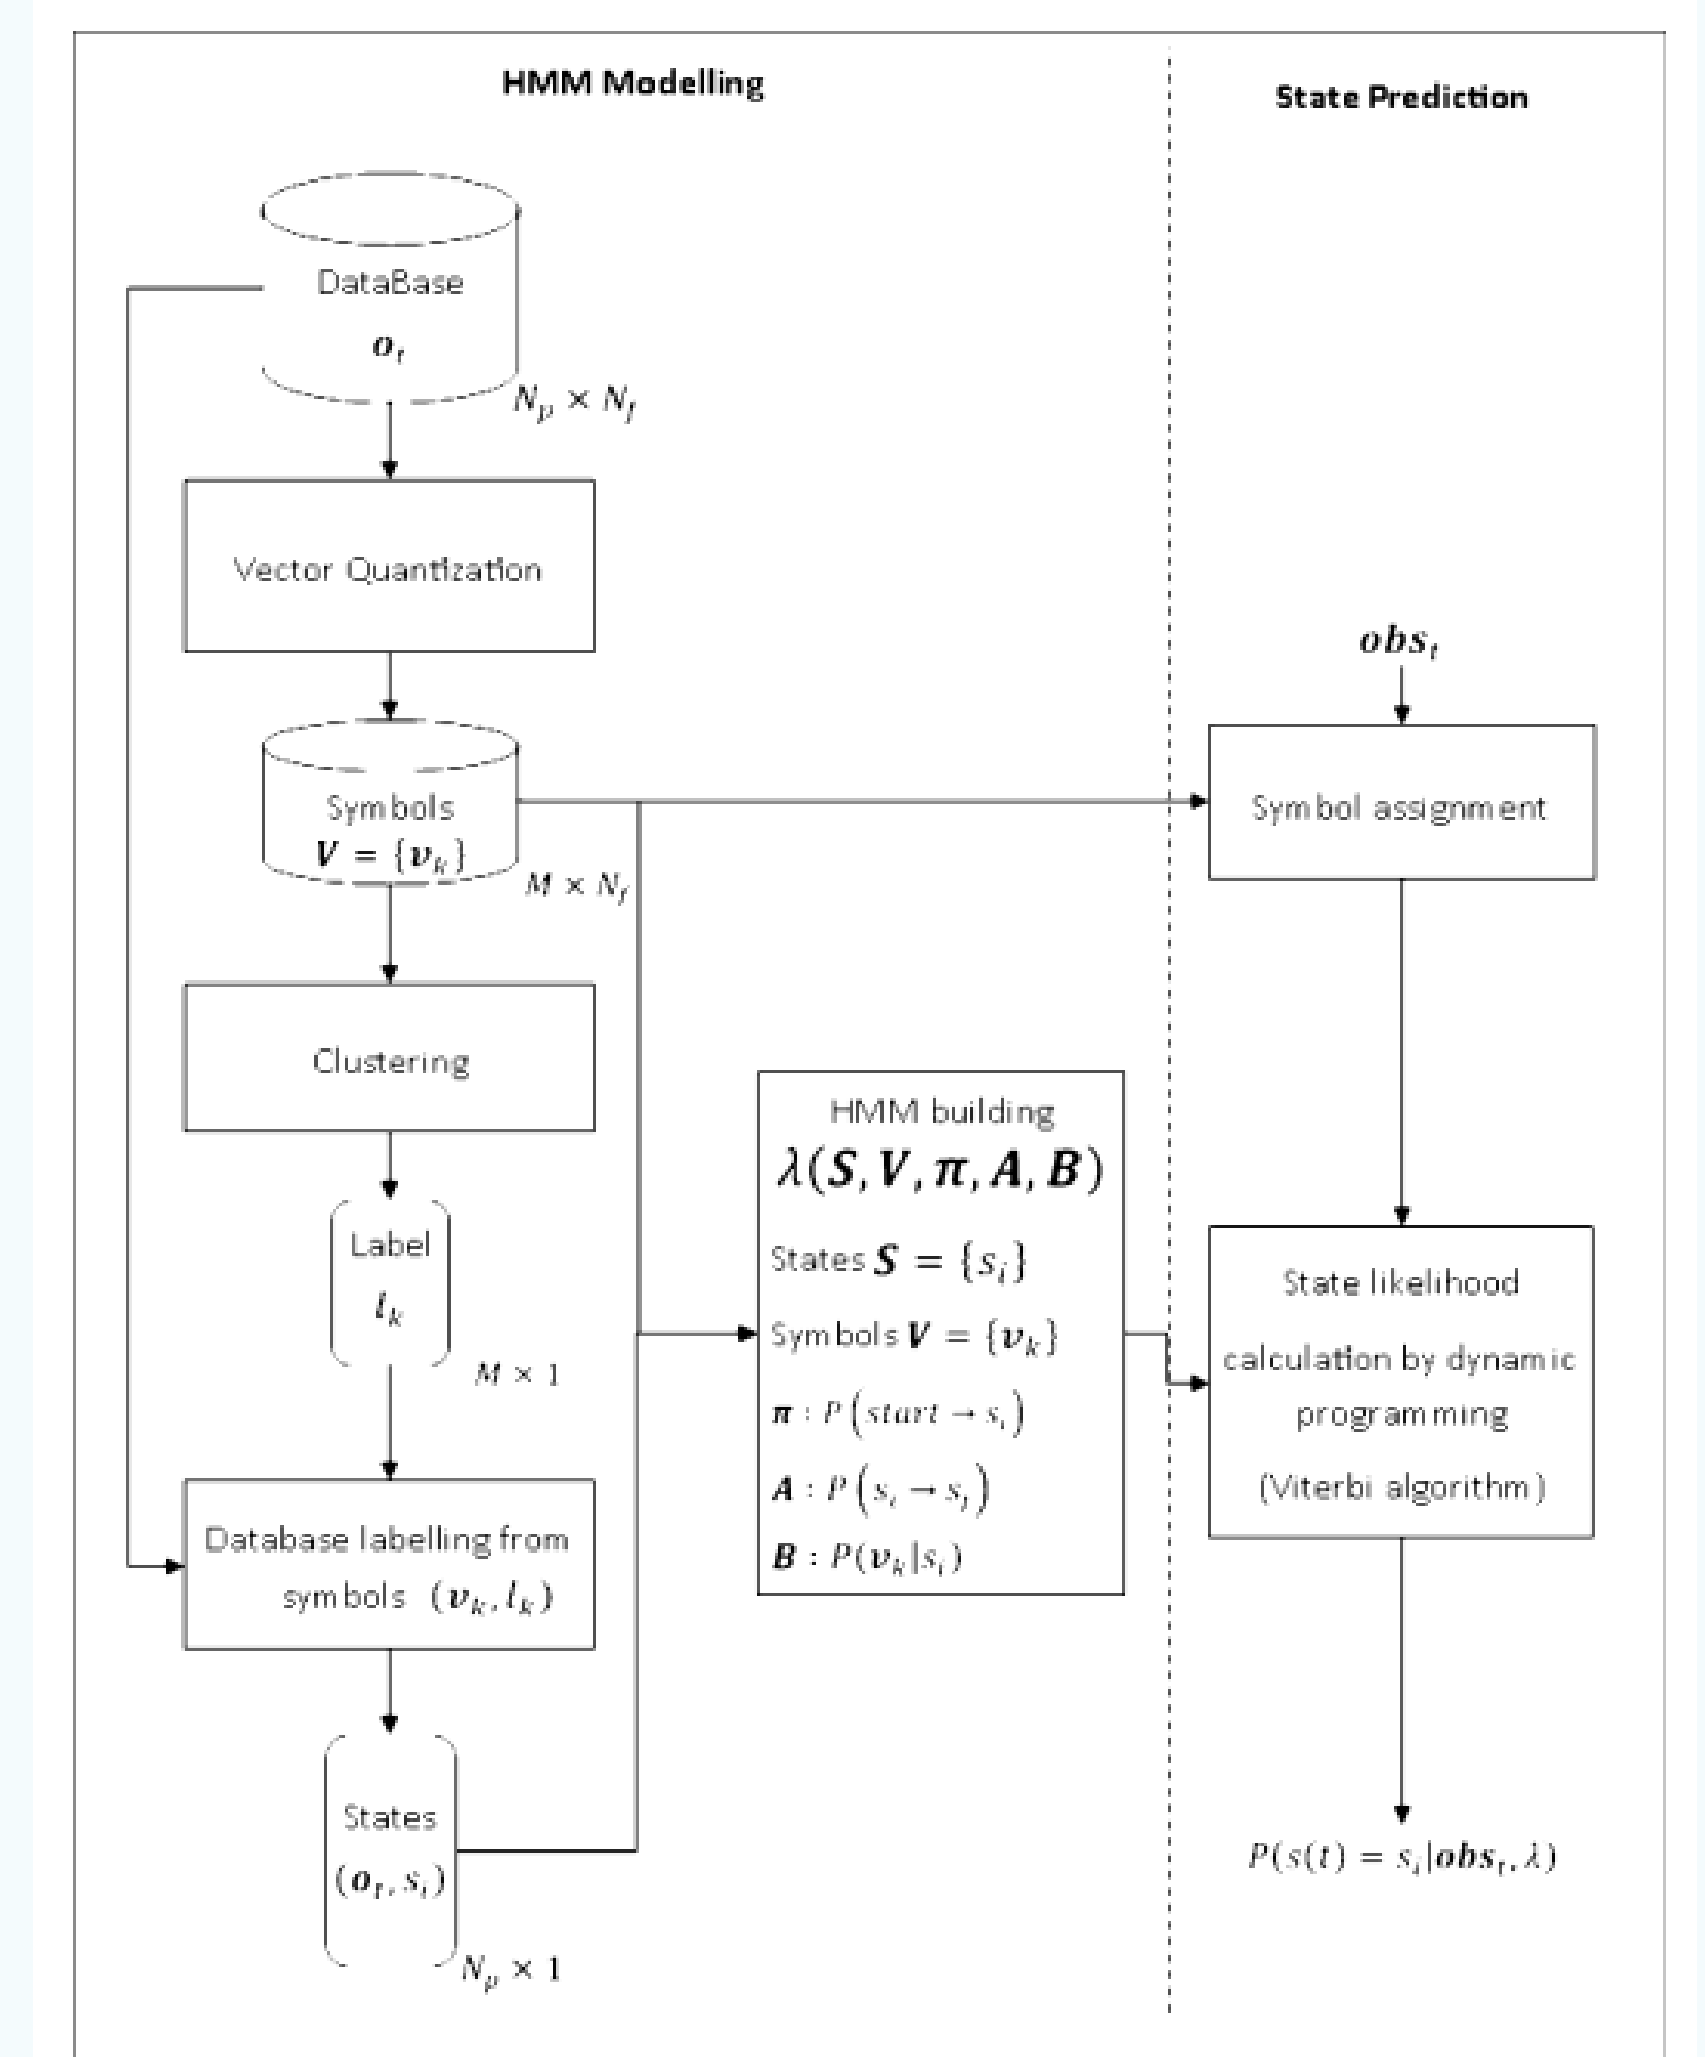 HMM Modelling
DataBase
o_t
N_p × N_f
Vector Quantization
Symbols
V = {v_k}
M × N_f
Clustering
Label
l_k
M × 1
Database labelling from
symbols (v_k, l_k)
States
(o_t, s_i)
N_p × 1
HMM building
λ(S, V, π, A, B)
States S = {s_i}
Symbols V = {v_k}
π : P(start → s_i)
A : P(s_i → s_j)
B : P(v_k|s_i)
State Prediction
obs_t
Symbol assignment
State likelihood
calculation by dynamic
programming
(Viterbi algorithm)
P(s(t) = s_i|obs_t, λ)